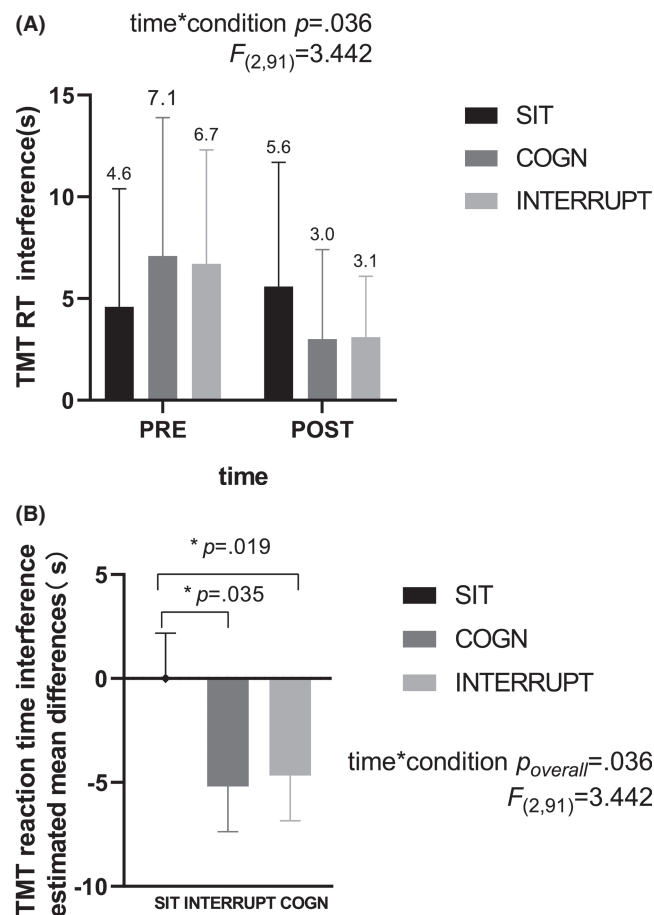 (A)
time*condition p=.036
F(2,91)=3.442
TMT RT interference(s)
15
10
5
0
4.6
7.1
6.7
5.6
3.0
3.1
PRE
POST
time
SIT
COGN
INTERRUPT
(B)
TMT reaction time interference
estimated mean differences( s)
5
0
-5
-10
* p=.019
* p=.035
SIT INTERRUPT COGN
SIT
COGN
INTERRUPT
time*condition poverall=.036
F(2,91)=3.442